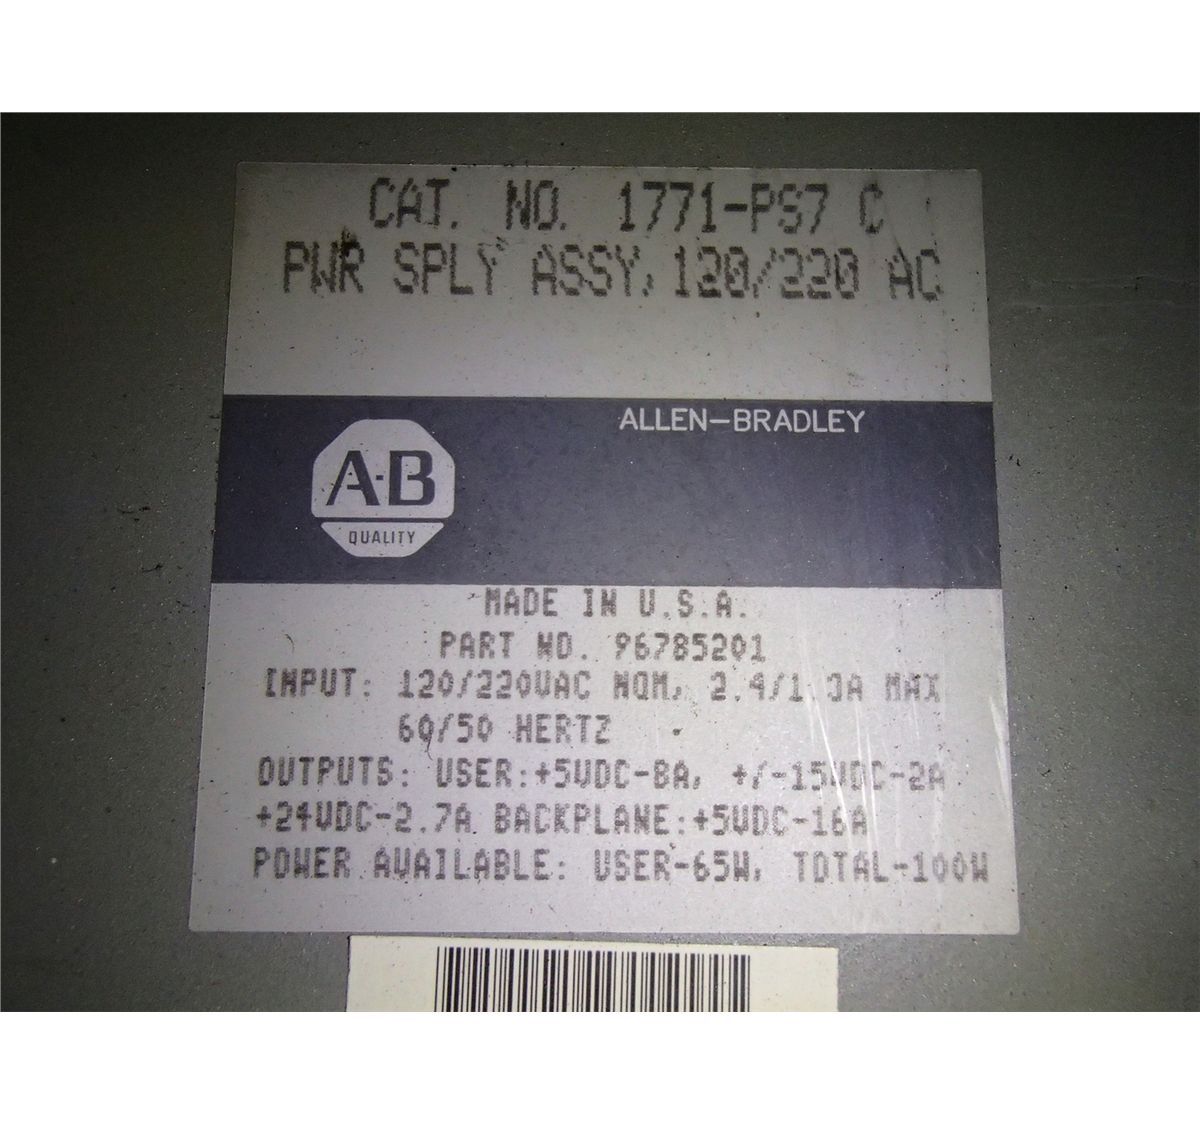 CAT. NO. 1771-PS7 C
PWR SPLY ASSY, 120/220 AC
ALLEN-BRADLEY
A-B
QUALITY
MADE IN U.S.A.
PART NO. 96785201
INPUT: 120/220VAC NOM, 2.4/1.3A MAX
60/50 HERTZ
OUTPUTS: USER:+5VDC-8A, +/-15VDC-2A
+24VDC-2.7A BACKPLANE:+5VDC-16A
POWER AVAILABLE: USER-65W, TOTAL-100W